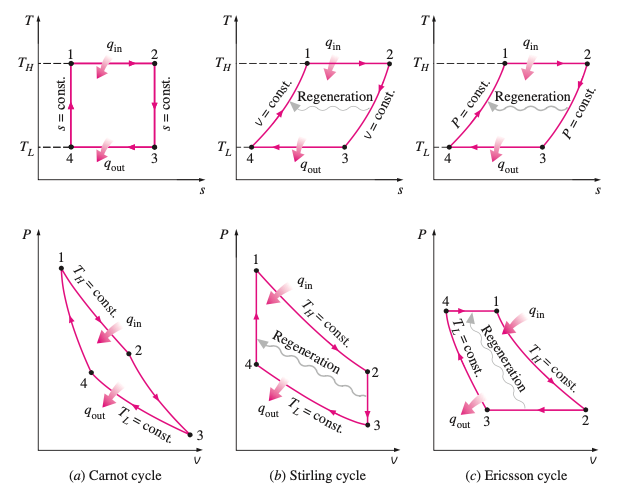 T
1
q_in
2
T_H
s = const.
s = const.
T_L
4
q_out
3
s
T
1
q_in
2
T_H
v = const.
Regeneration
v = const.
T_L
4
q_out
3
s
T
1
q_in
2
T_H
P = const.
Regeneration
P = const.
T_L
4
q_out
3
s
P
1
T_H = const.
q_in
2
4
q_out
T_L = const.
3
v
(a) Carnot cycle
P
1
q_in
T_H = const.
Regeneration
4
2
q_out
T_L = const.
3
v
(b) Stirling cycle
P
4
1
q_in
T_L = const.
Regeneration
T_H = const.
q_out
3
2
v
(c) Ericsson cycle